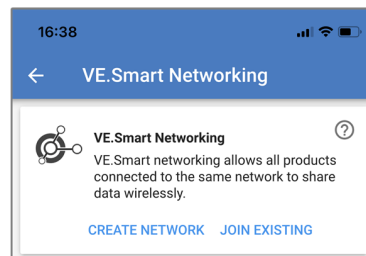 16:38
VE.Smart Networking
VE.Smart Networking
VE.Smart networking allows all products
connected to the same network to share
data wirelessly.
CREATE NETWORK JOIN EXISTING